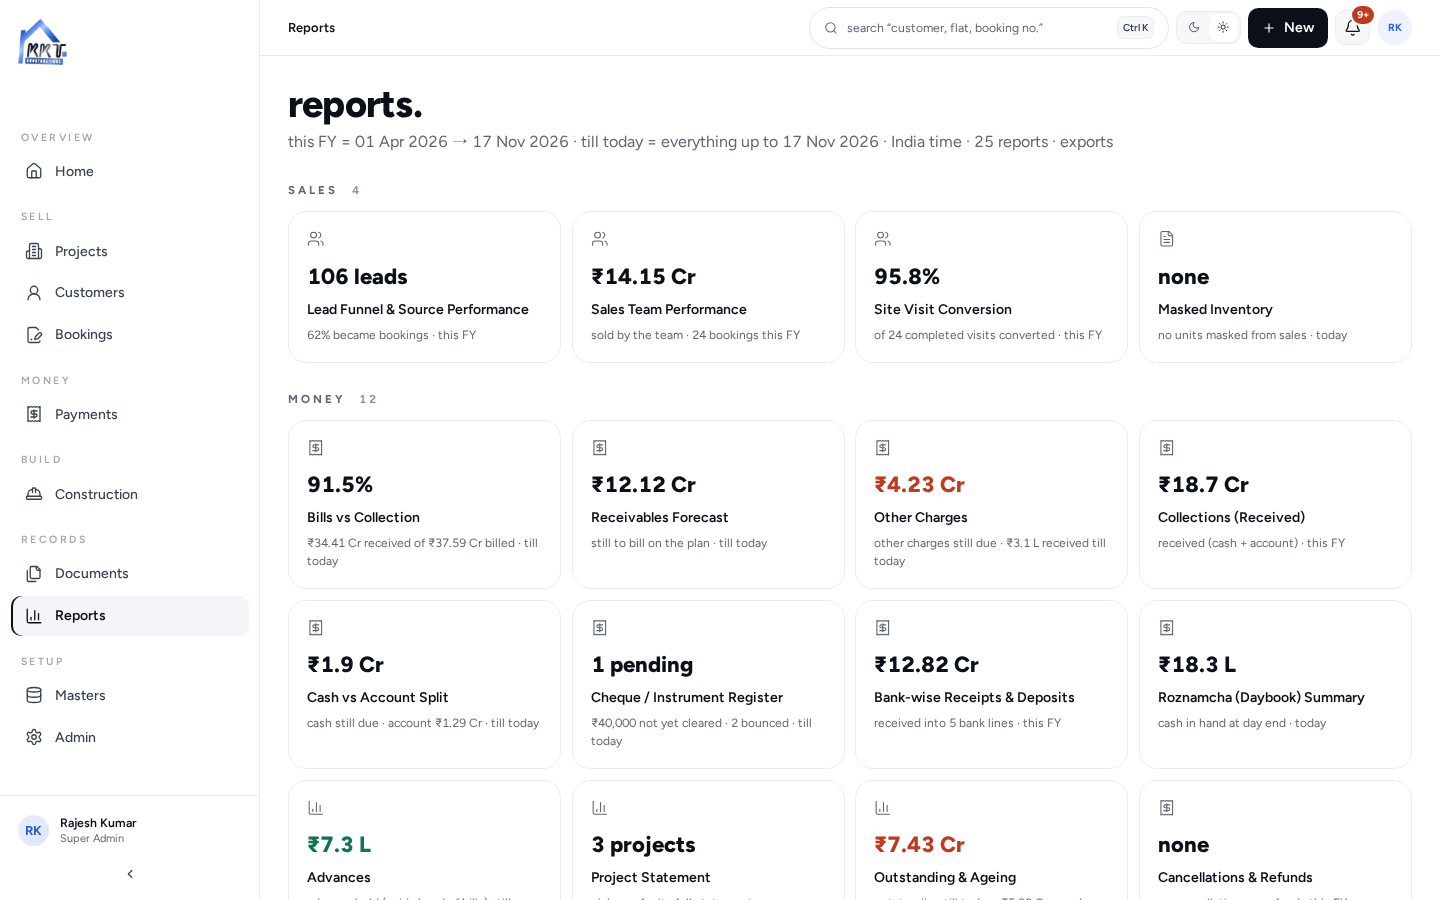 RKT
CONSTRUCTIONS
Reports
search “customer, flat, booking no.”
Ctrl K
New
9+
RK
OVERVIEW
Home
SELL
Projects
Customers
Bookings
MONEY
Payments
BUILD
Construction
RECORDS
Documents
Reports
SETUP
Masters
Admin
RK
Rajesh Kumar
Super Admin
reports.
this FY = 01 Apr 2026 → 17 Nov 2026 · till today = everything up to 17 Nov 2026 · India time · 25 reports · exports
SALES 4
106 leads
Lead Funnel & Source Performance
62% became bookings · this FY
₹14.15 Cr
Sales Team Performance
sold by the team · 24 bookings this FY
95.8%
Site Visit Conversion
of 24 completed visits converted · this FY
none
Masked Inventory
no units masked from sales · today
MONEY 12
91.5%
Bills vs Collection
₹34.41 Cr received of ₹37.59 Cr billed · till
today
₹12.12 Cr
Receivables Forecast
still to bill on the plan · till today
₹4.23 Cr
Other Charges
other charges still due · ₹3.1 L received till
today
₹18.7 Cr
Collections (Received)
received (cash + account) · this FY
₹1.9 Cr
Cash vs Account Split
cash still due · account ₹1.29 Cr · till today
1 pending
Cheque / Instrument Register
₹40,000 not yet cleared · 2 bounced · till
today
₹12.82 Cr
Bank-wise Receipts & Deposits
received into 5 bank lines · this FY
₹18.3 L
Roznamcha (Daybook) Summary
cash in hand at day end · today
₹7.3 L
Advances
3 projects
Project Statement
₹7.43 Cr
Outstanding & Ageing
none
Cancellations & Refunds